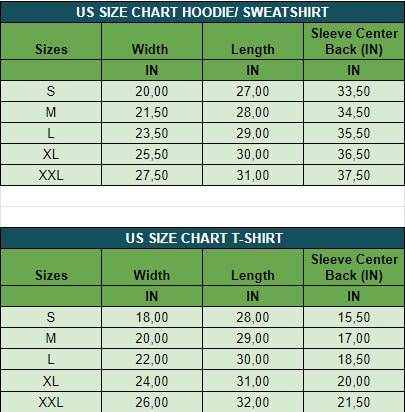 US SIZE CHART HOODIE/ SWEATSHIRT
Sizes Width Length Sleeve Center Back (IN)
IN IN IN
S 20,00 27,00 33,50
M 21,50 28,00 34,50
L 23,50 29,00 35,50
XL 25,50 30,00 36,50
XXL 27,50 31,00 37,50
US SIZE CHART T-SHIRT
Sizes Width Length Sleeve Center Back (IN)
IN IN IN
S 18,00 28,00 15,50
M 20,00 29,00 17,00
L 22,00 30,00 18,50
XL 24,00 31,00 20,00
XXL 26,00 32,00 21,50